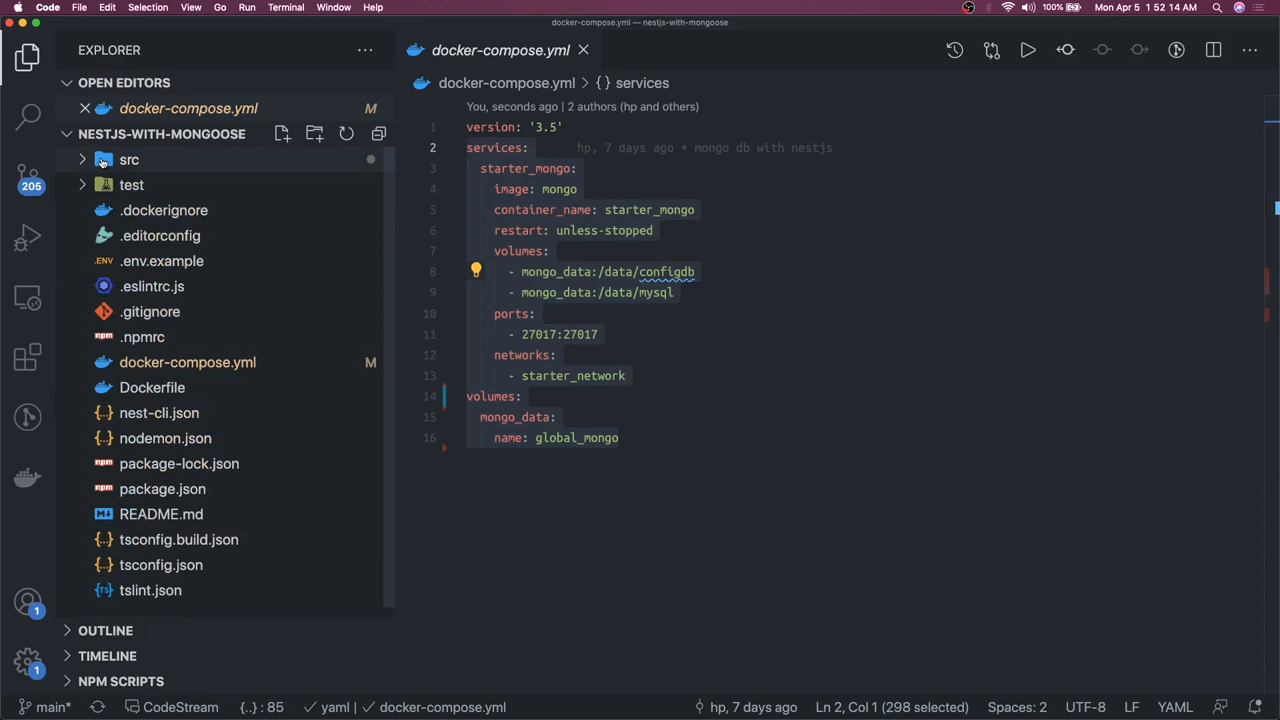 Code File Edit Selection View Go Run Terminal Window Help 100% Mon Apr 5 1 52 14 AM
docker-compose.yml — nestjs-with-mongoose
EXPLORER
docker-compose.yml
OPEN EDITORS
docker-compose.yml > {} services
docker-compose.yml M
You, seconds ago | 2 authors (hp and others)
NESTJS-WITH-MONGOOSE
src
test
.dockerignore
.editorconfig
.ENV .env.example
.eslintrc.js
.gitignore
npm .npmrc
docker-compose.yml M
Dockerfile
{..} nest-cli.json
{..} nodemon.json
npm package-lock.json
npm package.json
README.md
{..} tsconfig.build.json
{..} tsconfig.json
{TS} tslint.json
OUTLINE
TIMELINE
NPM SCRIPTS
205
1
1
1 version: '3.5'
2 services: hp, 7 days ago • mongo db with nestjs
3 starter_mongo:
4 image: mongo
5 container_name: starter_mongo
6 restart: unless-stopped
7 volumes:
8 - mongo_data:/data/configdb
9 - mongo_data:/data/mysql
10 ports:
11 - 27017:27017
12 networks:
13 - starter_network
14 volumes:
15 mongo_data:
16 name: global_mongo
main* CodeStream {..} : 85 yaml | docker-compose.yml hp, 7 days ago Ln 2, Col 1 (298 selected) Spaces: 2 UTF-8 LF YAML